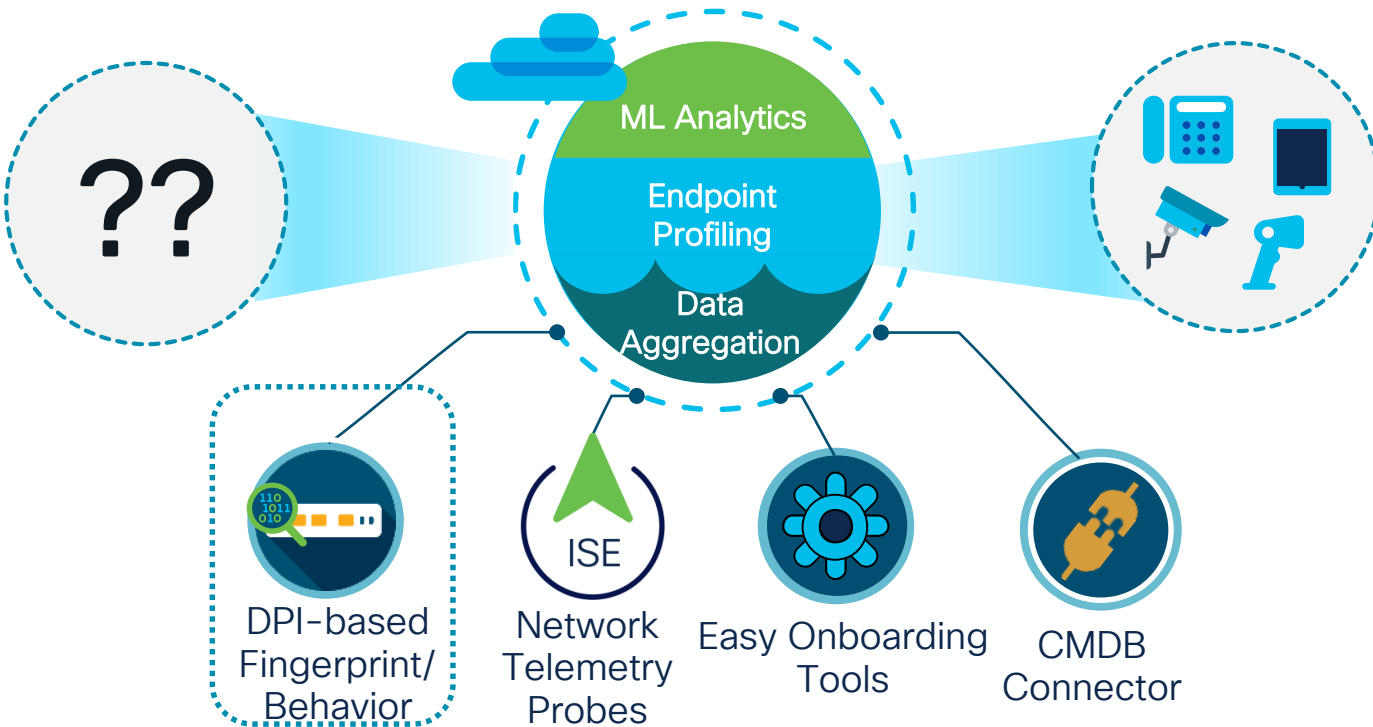 ??
ML Analytics
Endpoint
Profiling
Data
Aggregation
110
1011
010
ISE
DPI-based
Fingerprint/
Behavior
Network
Telemetry
Probes
Easy Onboarding
Tools
CMDB
Connector